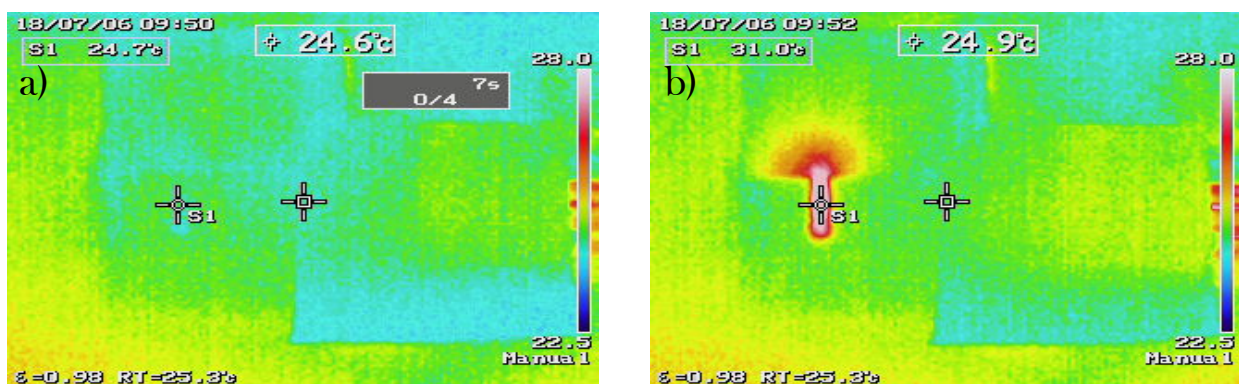 18/07/06 09:50
S1 24.7℃
24.6℃
28.0
a)
7s
0/4
S1
22.5
Manual
ε=0.98 RT=25.3℃
18/07/06 09:52
S1 31.0℃
24.9℃
28.0
b)
S1
22.5
Manual
ε=0.98 RT=25.3℃